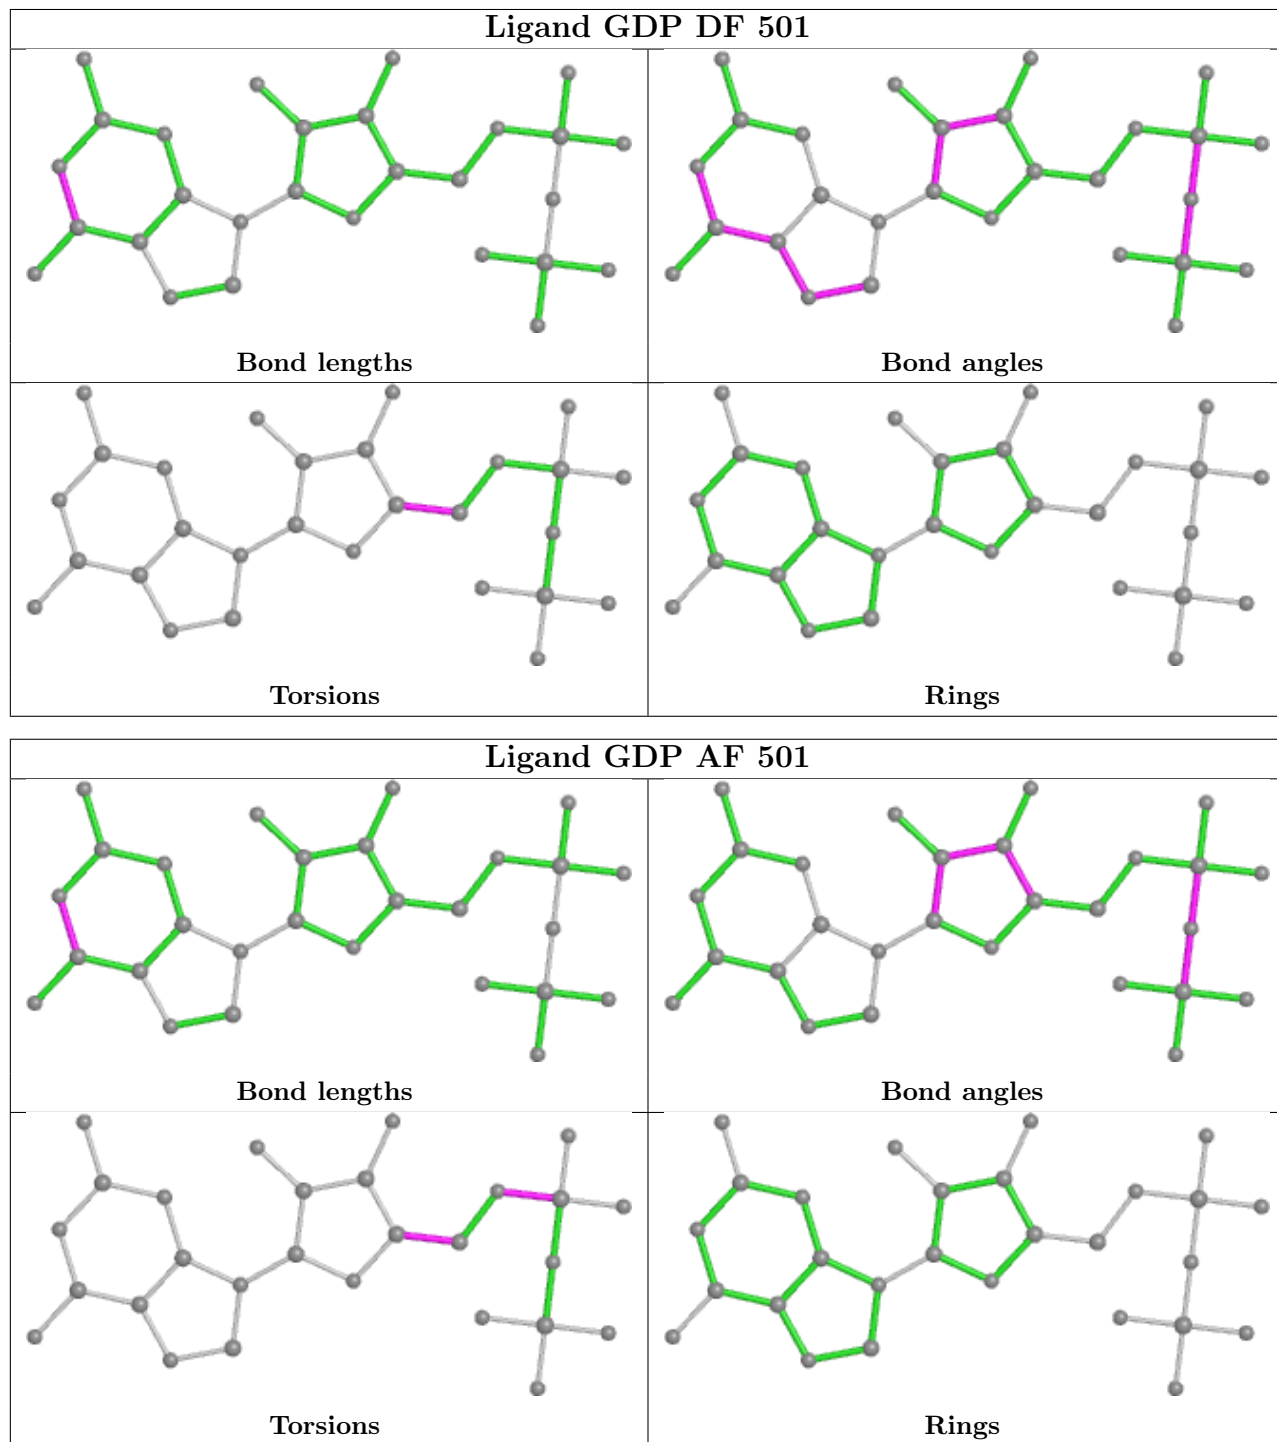 Ligand GDP DF 501
Bond lengths
Bond angles
Torsions
Rings
Ligand GDP AF 501
Bond lengths
Bond angles
Torsions
Rings